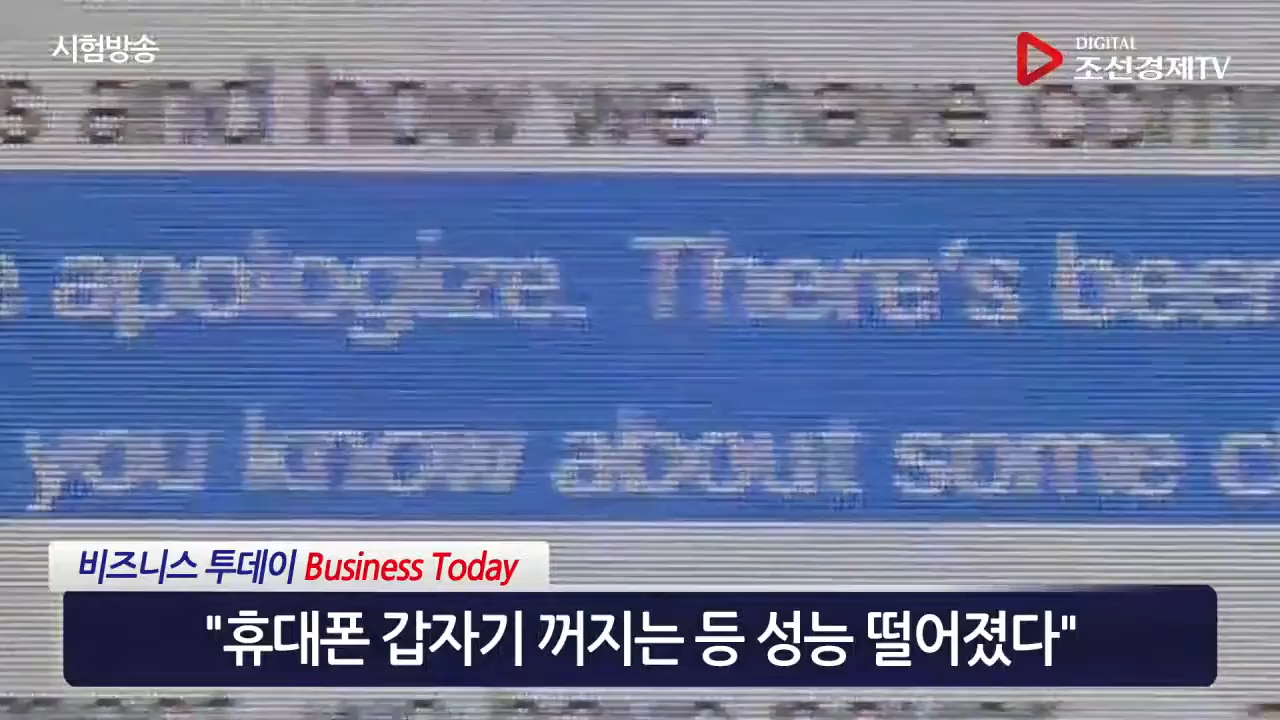 시험방송
DIGITAL
조선경제TV
and how we have com
apologize. There's been
you know about some
비즈니스 투데이 Business Today
"휴대폰 갑자기 꺼지는 등 성능 떨어졌다"